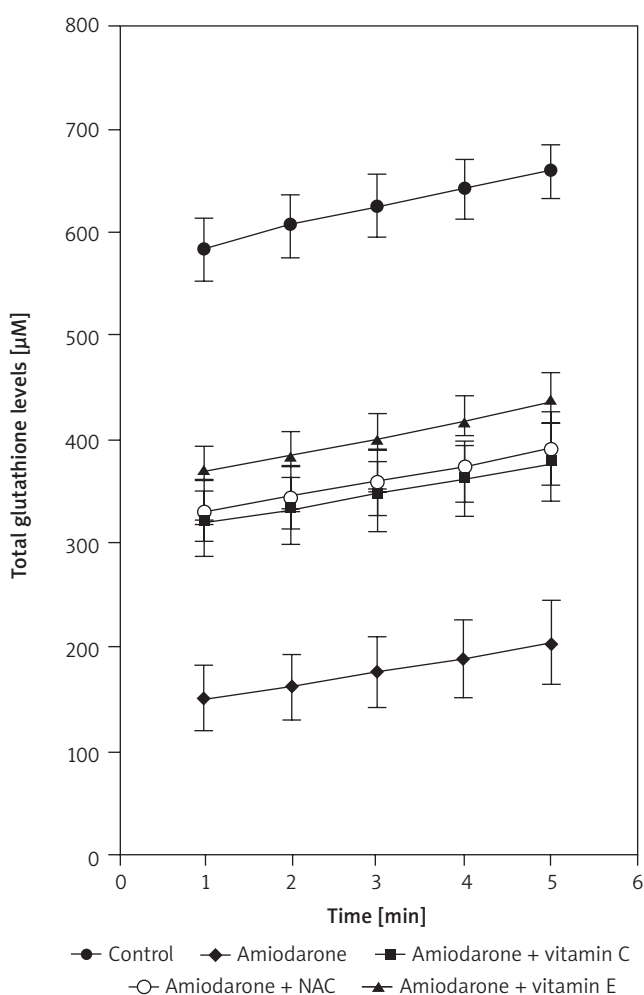 800
700
600
500
400
300
200
100
0
Total glutathione levels [µM]
0 1 2 3 4 5 6
Time [min]
Control Amiodarone Amiodarone + vitamin C
Amiodarone + NAC Amiodarone + vitamin E